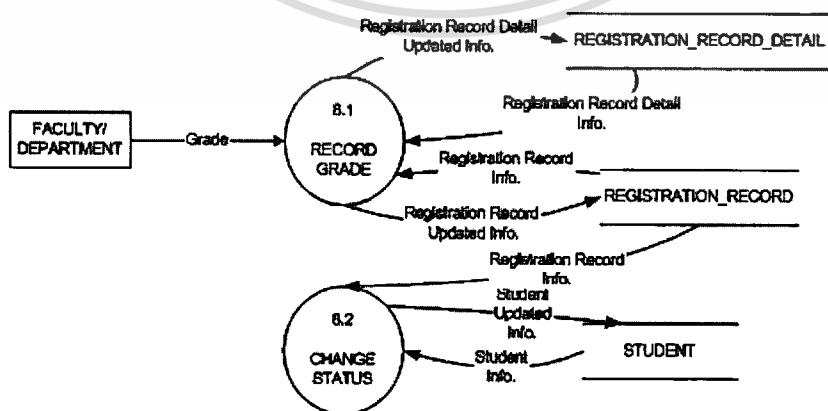 Registration Record Detail
Updated Info.
REGISTRATION_RECORD_DETAIL
8.1
RECORD
GRADE
FACULTY/
DEPARTMENT
Grade
Registration Record Detail
Info.
Registration Record
Info.
REGISTRATION_RECORD
Registration Record
Updated Info.
Registration Record
Info.
8.2
CHANGE
STATUS
Student
Updated
Info.
STUDENT
Student
Info.